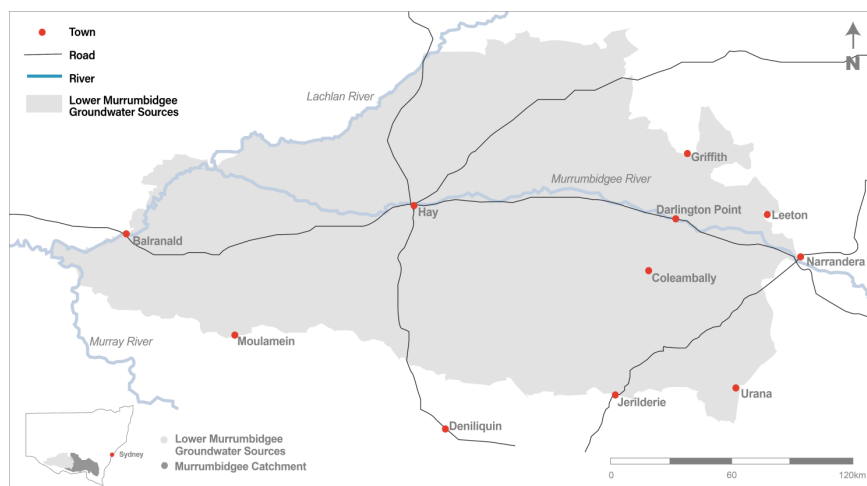 Town
Road
River
Lower Murrumbidgee
Groundwater Sources
N
Lachlan River
Griffith
Murrumbidgee River
Hay
Darlington Point
Leeton
Balranald
Narrandera
Coleambally
Murray River
Moulamein
Urana
Jerilderie
Deniliquin
Sydney
Lower Murrumbidgee
Groundwater Sources
Murrumbidgee Catchment
0 60 120km